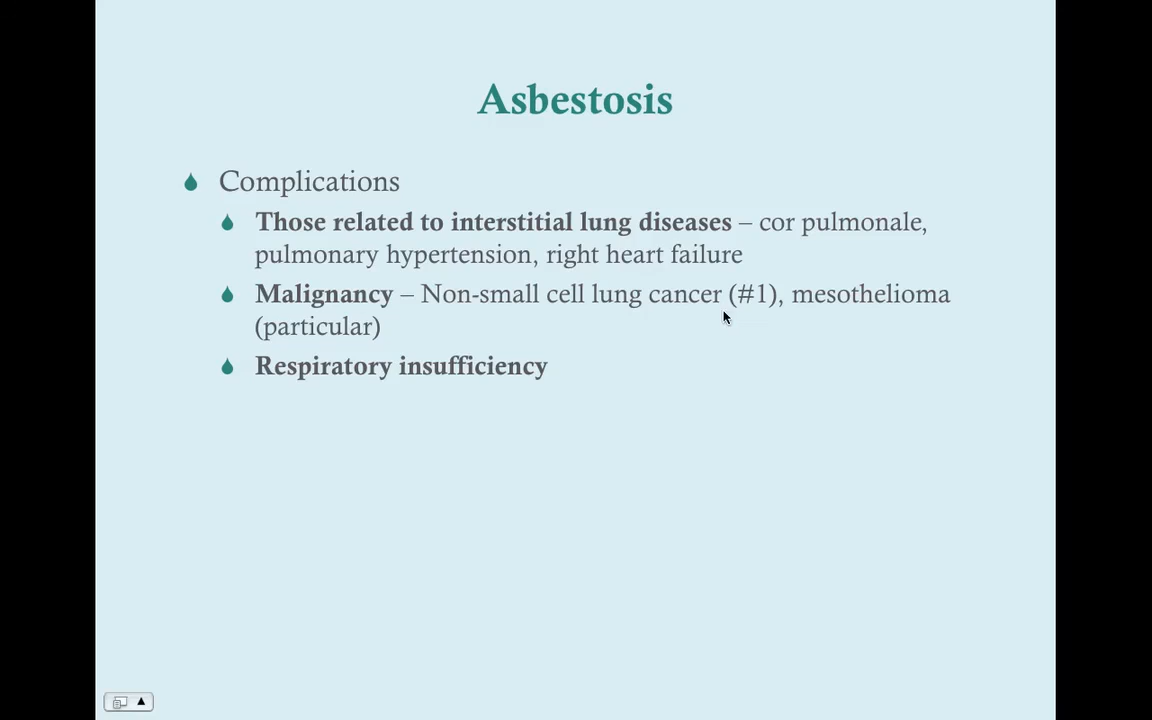 Asbestosis
Complications
Those related to interstitial lung diseases – cor pulmonale,
pulmonary hypertension, right heart failure
Malignancy – Non-small cell lung cancer (#1), mesothelioma
(particular)
Respiratory insufficiency